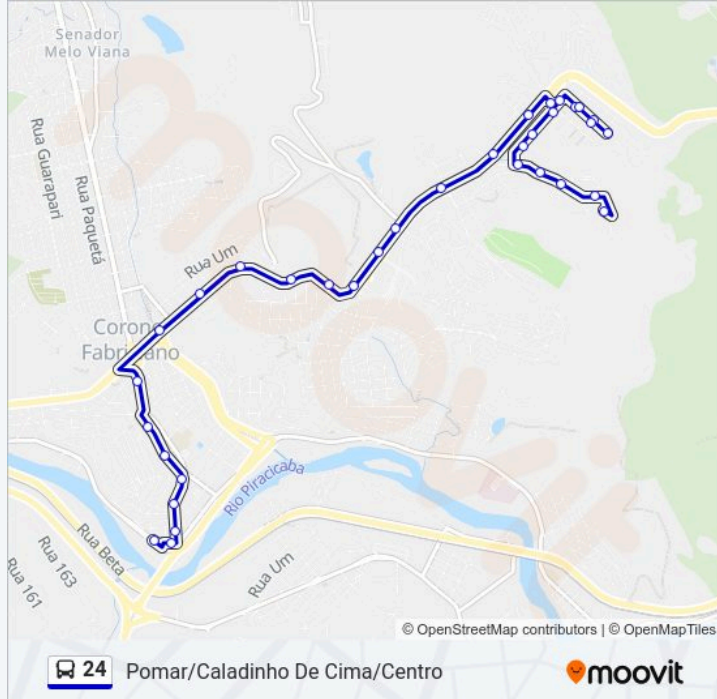 Senador
Melo Viana
Rua Guarapari
Rua Paquetá
Rua Um
Coronel
Fabriciano
Rio Piracicaba
Rua Beta
Rua 163
Rua 161
Rua Um
moovit
© OpenStreetMap contributors | © OpenMapTiles
24 Pomar/Caladinho De Cima/Centro
moovit